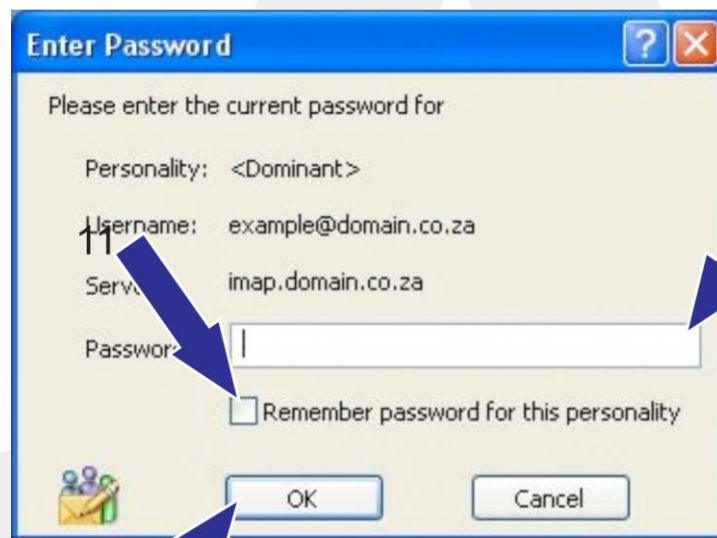 Enter Password
Please enter the current password for
Personality: <Dominant>
Username: example@domain.co.za
11
imap.domain.co.za
Remember password for this personality
OK Cancel